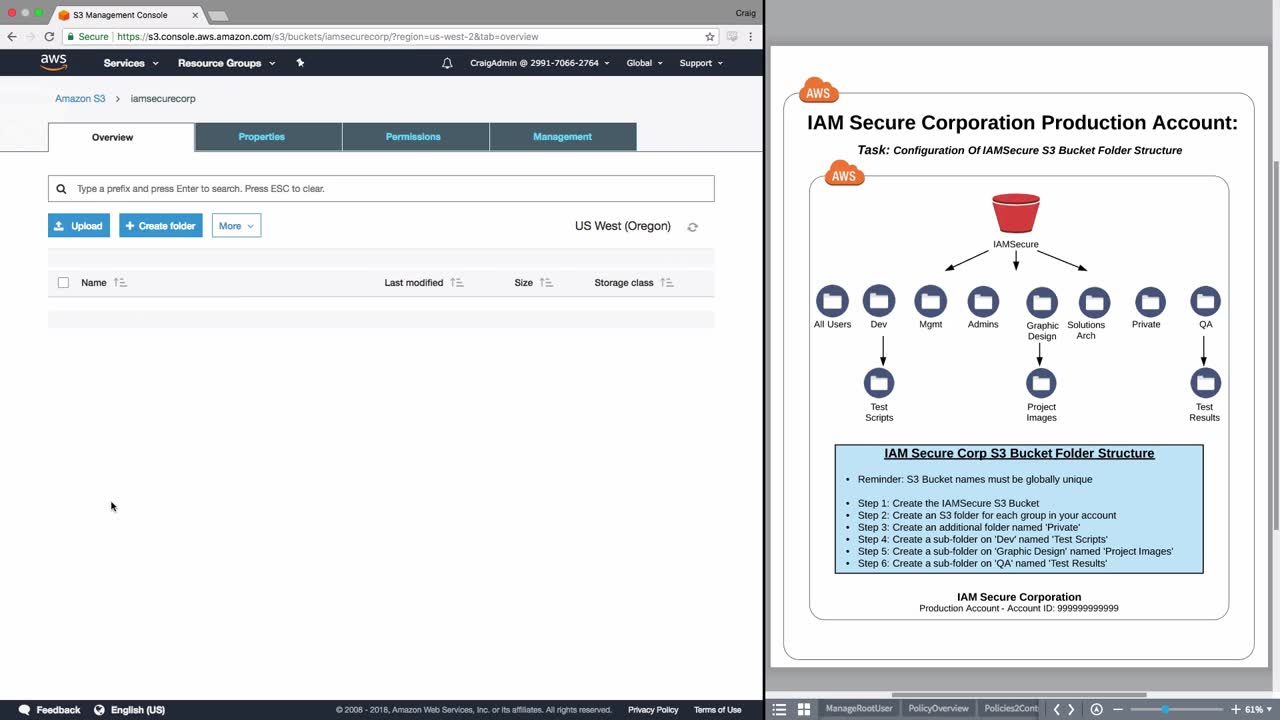 S3 Management Console
Craig
Secure
https://s3.console.aws.amazon.com/s3/buckets/iamsecurecorp/?region=us-west-2&tab=overview
aws
Services
Resource Groups
CraigAdmin @ 2991-7066-2764
Global
Support
Amazon S3 > iamsecurecorp
Overview
Properties
Permissions
Management
Type a prefix and press Enter to search. Press ESC to clear.
Upload
+ Create folder
More
US West (Oregon)
Name
Last modified
Size
Storage class
Feedback
English (US)
© 2008 - 2018, Amazon Web Services, Inc. or its affiliates. All rights reserved.
Privacy Policy
Terms of Use
AWS
IAM Secure Corporation Production Account:
Task: Configuration Of IAMSecure S3 Bucket Folder Structure
AWS
IAMSecure
All Users
Dev
Mgmt
Admins
Graphic
Design
Solutions
Arch
Private
QA
Test
Scripts
Project
Images
Test
Results
IAM Secure Corp S3 Bucket Folder Structure
• Reminder: S3 Bucket names must be globally unique
• Step 1: Create the IAMSecure S3 Bucket
• Step 2: Create an S3 folder for each group in your account
• Step 3: Create an additional folder named 'Private'
• Step 4: Create a sub-folder on 'Dev' named 'Test Scripts'
• Step 5: Create a sub-folder on 'Graphic Design' named 'Project Images'
• Step 6: Create a sub-folder on 'QA' named 'Test Results'
IAM Secure Corporation
Production Account - Account ID: 999999999999
ManageRootUser
PolicyOverview
Policies2Cont
61%